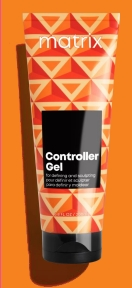 matrix
Controller
Gel
for defining and sculpting
pour définir et sculpter
para definir y moldear